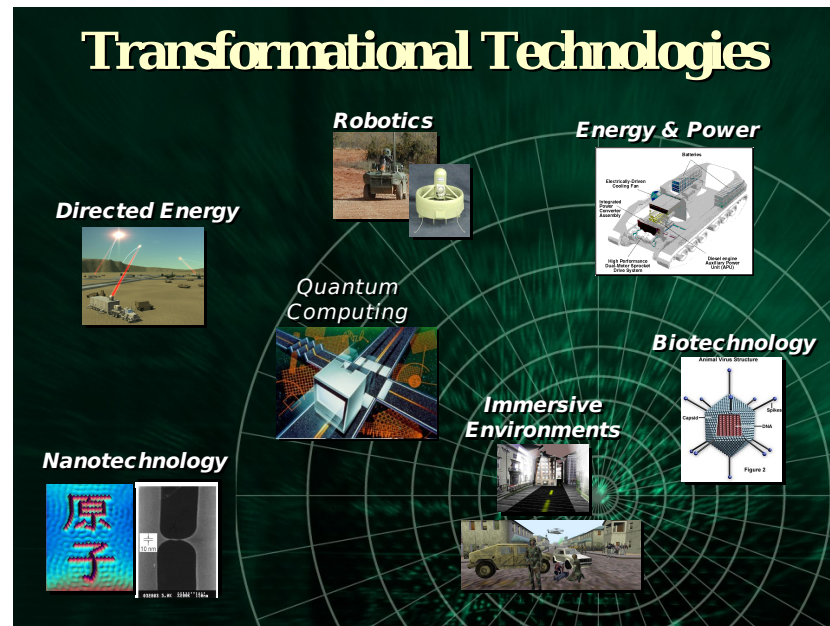 Transformational Technologies
Robotics
Energy & Power
Batteries
Electrically-Driven
Cooling Fan
Integrated
Power
Converter
Assembly
High Performance
Dual-Motor Sprocket
Drive System
Diesel engine
Auxiliary Power
Unit (APU)
Directed Energy
Quantum
Computing
Biotechnology
Animal Virus Structure
Capsid
Spikes
DNA
Figure 2
Immersive
Environments
Nanotechnology
原
子
10 nm